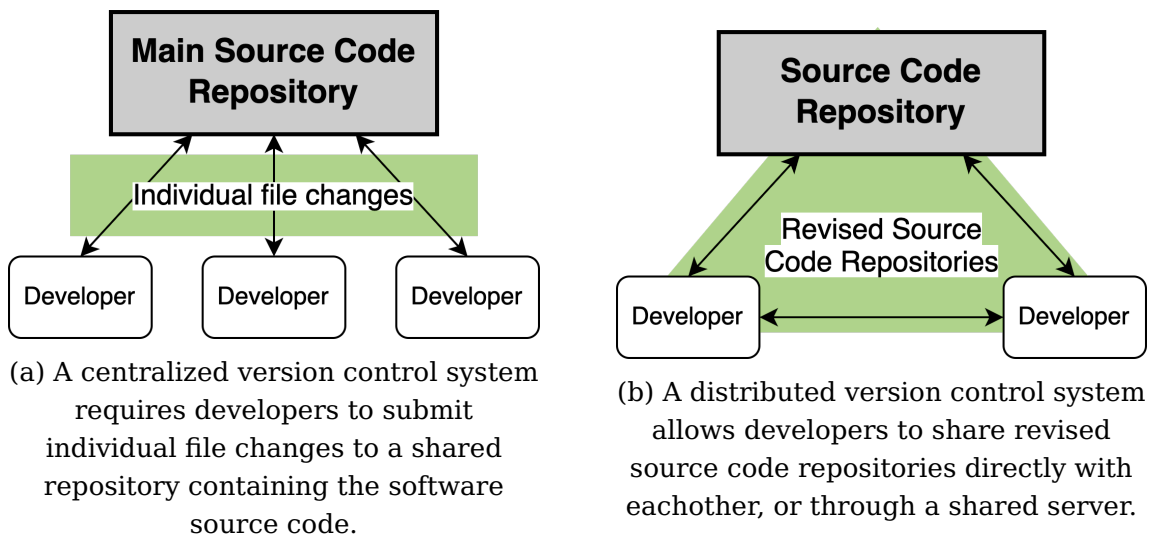 Main Source Code
Repository
Individual file changes
Developer
Developer
Developer
(a) A centralized version control system
requires developers to submit
individual file changes to a shared
repository containing the software
source code.
Source Code
Repository
Revised Source
Code Repositories
Developer
Developer
(b) A distributed version control system
allows developers to share revised
source code repositories directly with
eachother, or through a shared server.